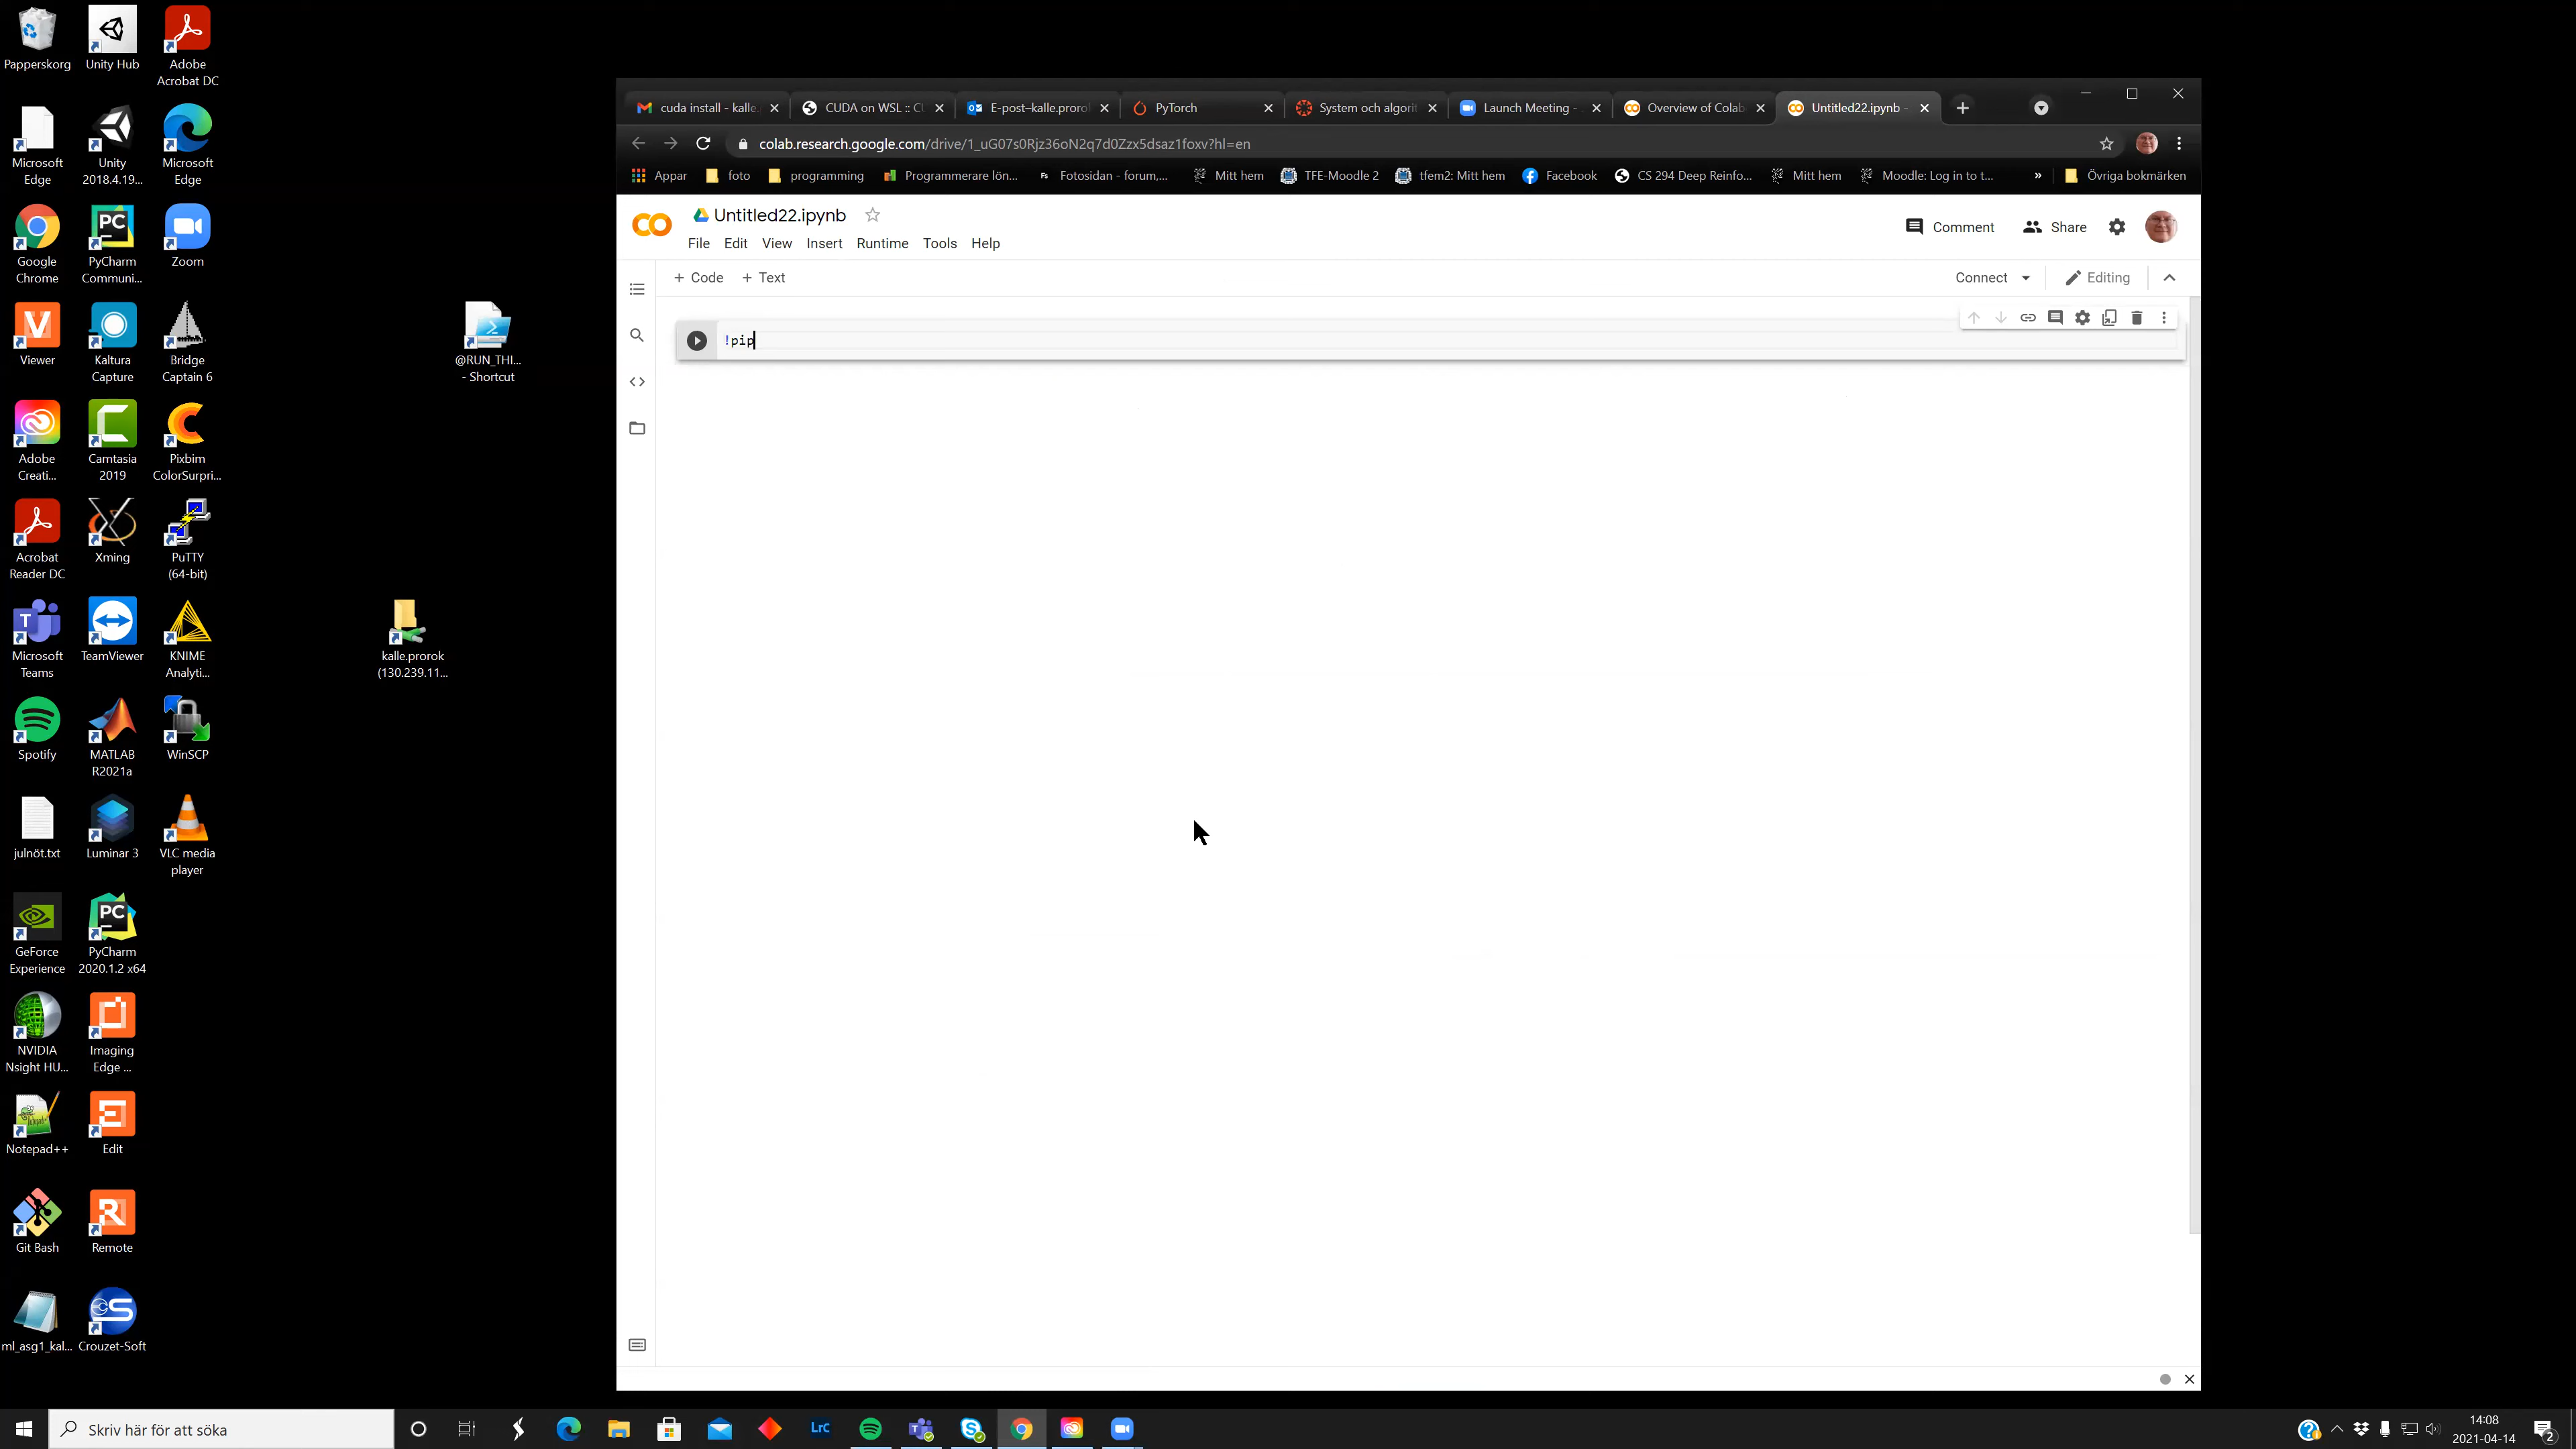 Papperskorg
Unity Hub
Adobe
Acrobat DC
Microsoft
Edge
Unity
2018.4.19...
Microsoft
Edge
Google
Chrome
PyCharm
Communi...
Zoom
Viewer
Kaltura
Capture
Bridge
Captain 6
@RUN_THI...
- Shortcut
Adobe
Creati...
Camtasia
2019
Pixbim
ColorSurpri...
Acrobat
Reader DC
Xming
PuTTY
(64-bit)
Microsoft
Teams
TeamViewer
KNIME
Analyti...
kalle.prorok
(130.239.11...
Spotify
MATLAB
R2021a
WinSCP
julnöt.txt
Luminar 3
VLC media
player
GeForce
Experience
PyCharm
2020.1.2 x64
NVIDIA
Nsight HU...
Imaging
Edge ...
Notepad++
Edit
Git Bash
Remote
ml_asg1_kal...
Crouzet-Soft
cuda install - kalle.
CUDA on WSL :: CU
E-post–kalle.proro
PyTorch
System och algorit
Launch Meeting -
Overview of Colab
Untitled22.ipynb -
colab.research.google.com/drive/1_uG07s0Rjz36oN2q7d0Zzx5dsaz1foxv?hl=en
Appar
foto
programming
Programmerare lön...
Fs
Fotosidan - forum,...
Mitt hem
TFE-Moodle 2
tfem2: Mitt hem
Facebook
CS 294 Deep Reinfo...
Mitt hem
Moodle: Log in to t...
»
Övriga bokmärken
Untitled22.ipynb
File Edit View Insert Runtime Tools Help
Comment
Share
+ Code + Text
Connect
Editing
!pip
Skriv här för att söka
LrC
14:08
2021-04-14
2